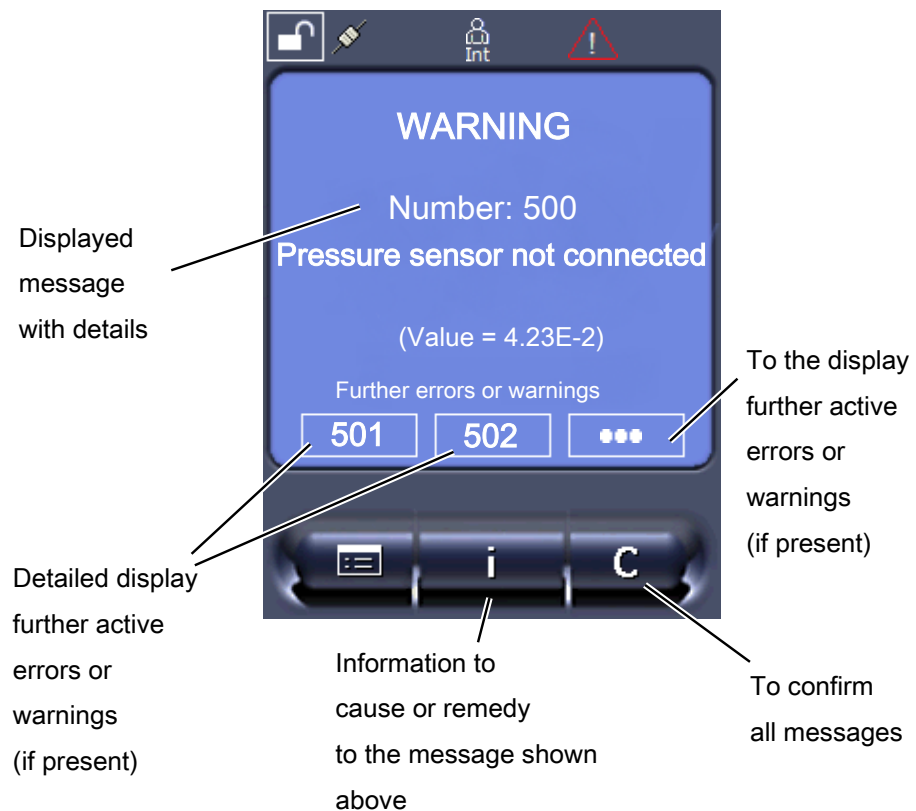 Int
!
WARNING
Number: 500
Pressure sensor not connected
(Value = 4.23E-2)
Further errors or warnings
501 502 •••
i C
Displayed
message
with details
To the display
further active
errors or
warnings
(if present)
Detailed display
further active
errors or
warnings
(if present)
Information to
cause or remedy
to the message shown
above
To confirm
all messages